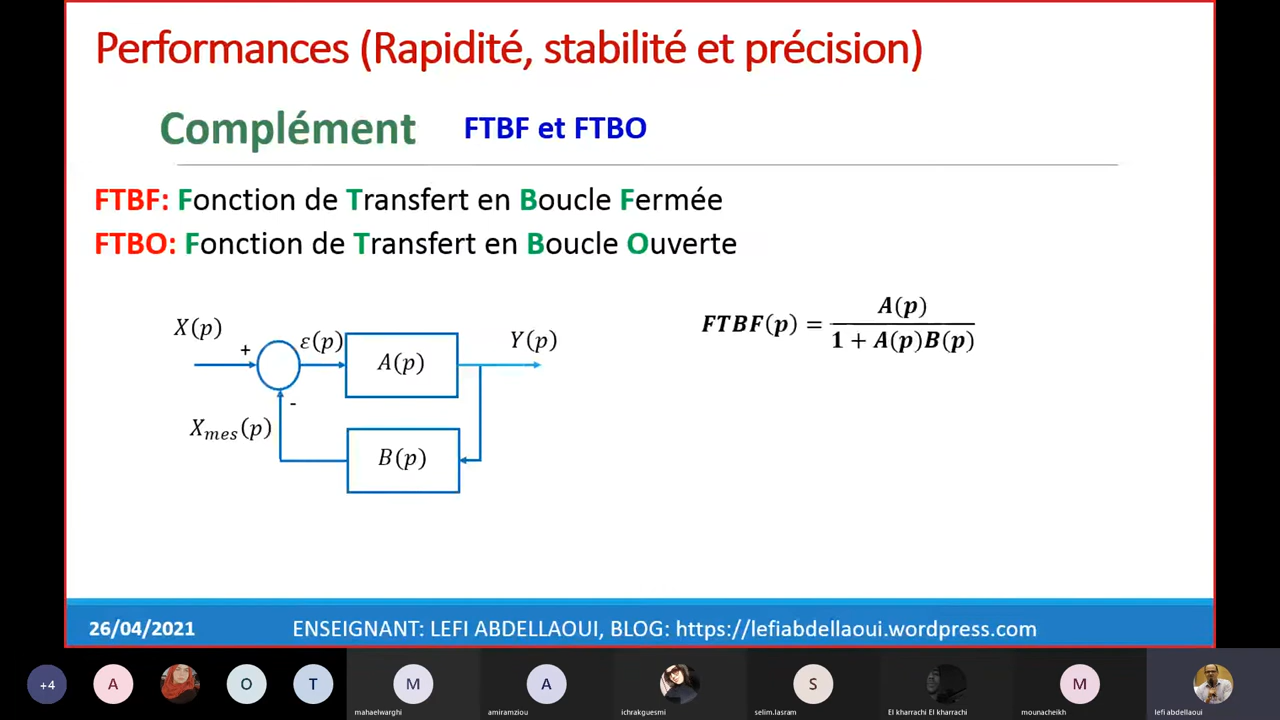 Performances (Rapidité, stabilité et précision)
Complément FTBF et FTBO
FTBF: Fonction de Transfert en Boucle Fermée
FTBO: Fonction de Transfert en Boucle Ouverte
X(p)
+
ε(p)
A(p)
Y(p)
-
X_mes(p)
B(p)
FTBF(p) = A(p) / 1 + A(p)B(p)
26/04/2021 ENSEIGNANT: LEFI ABDELLAOUI, BLOG: https://lefiabdellaoui.wordpress.com
+4 A O T M A S M
mahaelwarghi amiramziou ichrakguesmi selim.lasram El kharrachi El kharrachi mounacheikh lefi abdellaoui